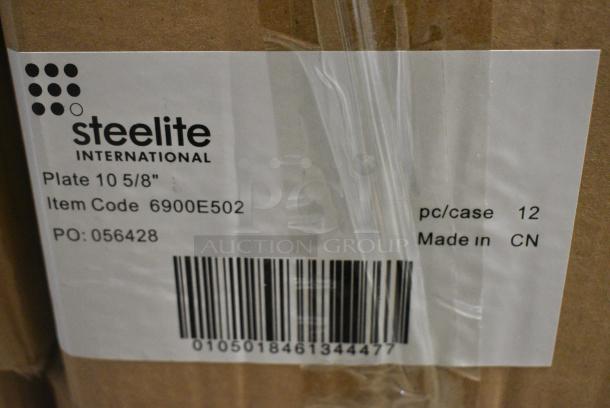 steelite
INTERNATIONAL
Plate 10 5/8"
Item Code 6900E502
pc/case 12
PO: 056428
Made in CN
AUCTION GROUP
0105018461344477